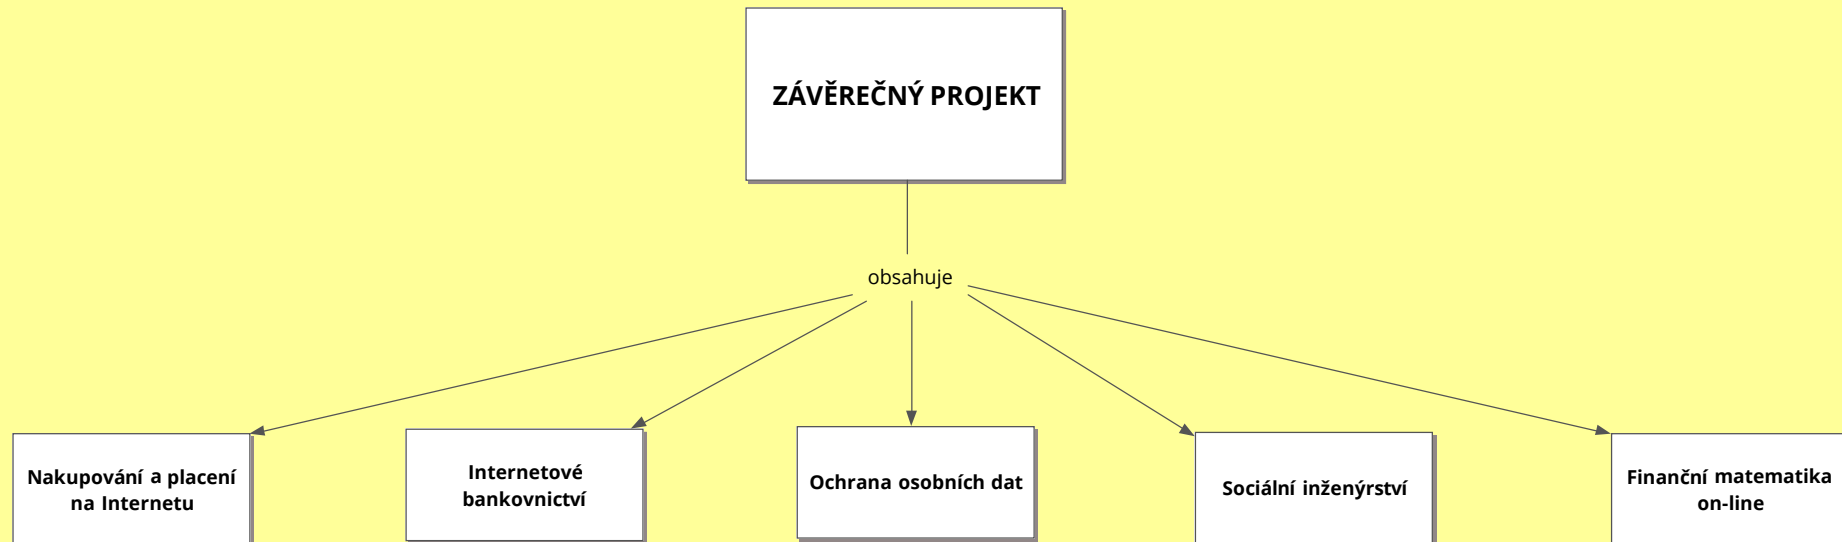 ZÁVĚREČNÝ PROJEKT
obsahuje
Nakupování a placení
na Internetu
Internetové
bankovnictví
Ochrana osobních dat
Sociální inženýrství
Finanční matematika
on-line